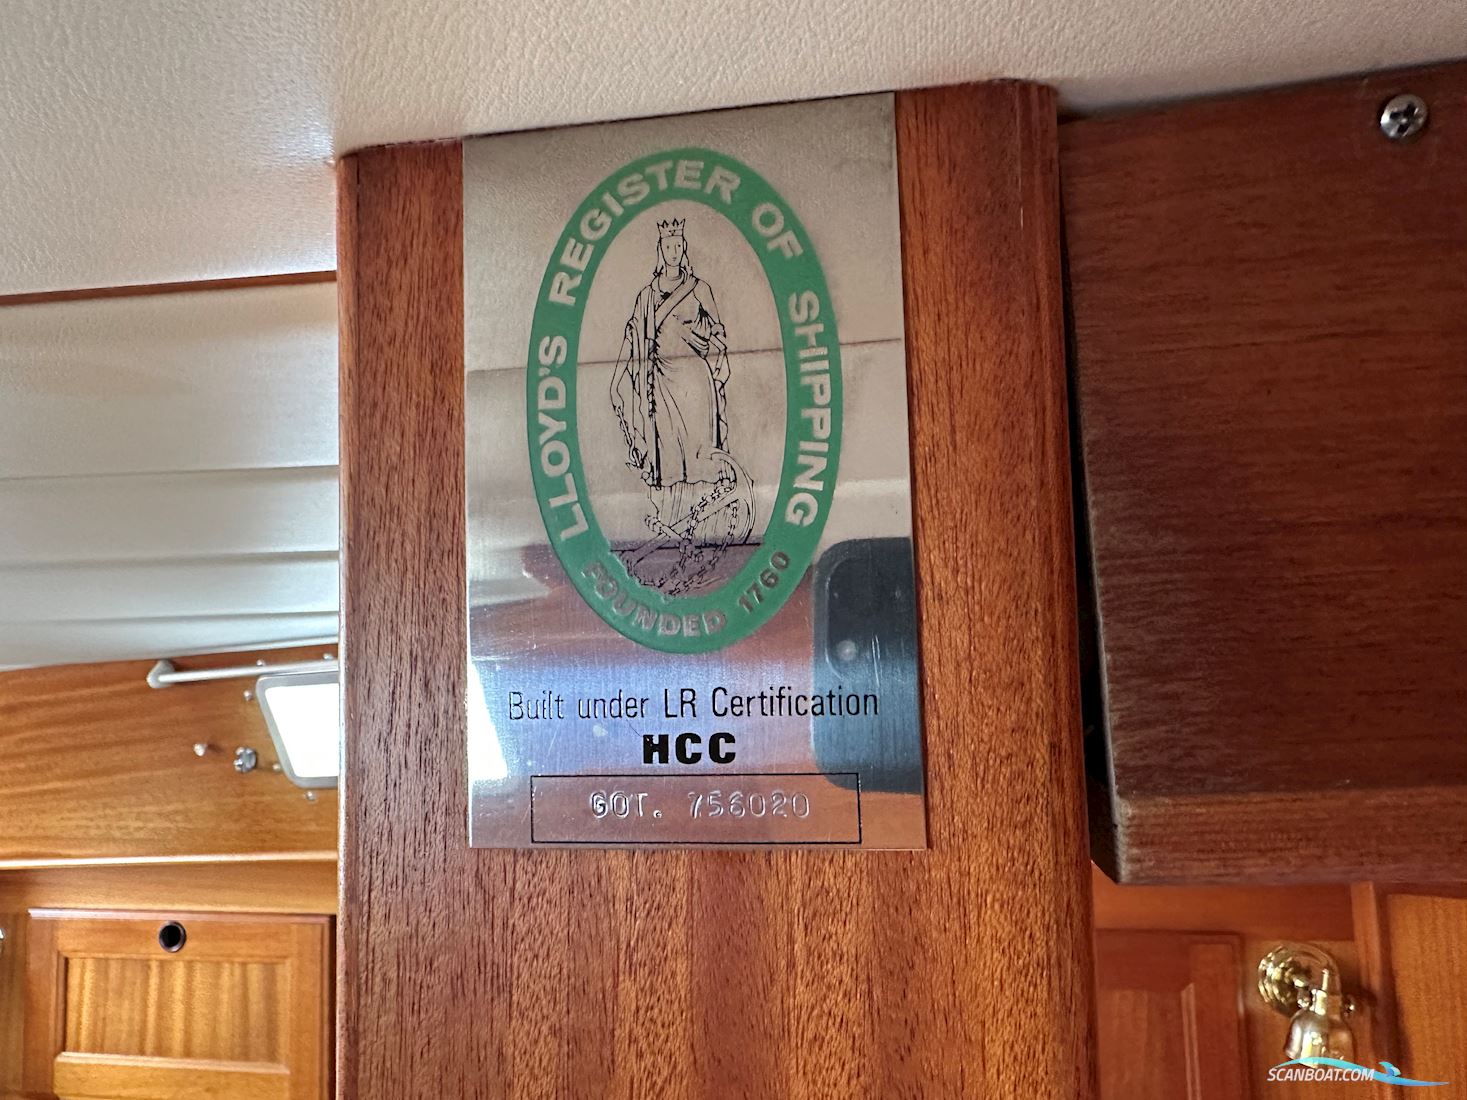 LLOYD'S REGISTER OF SHIPPING
FOUNDED 1760
Built under LR Certification
HCC
GOT. 756020
SCANBOAT.COM